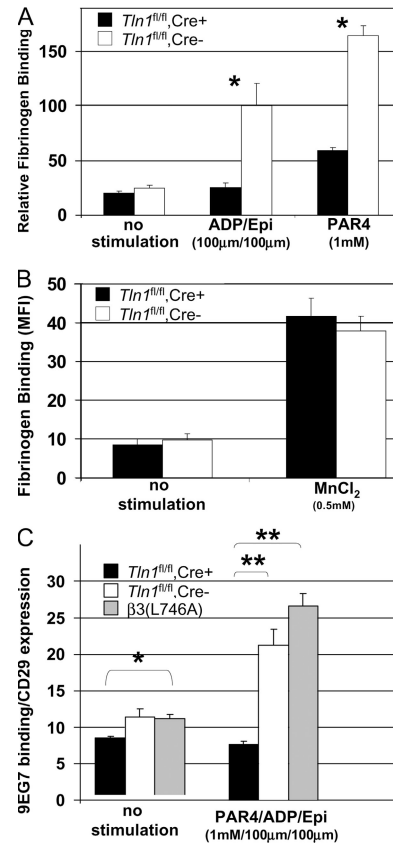 A
Tln1fl/fl,Cre+
Tln1fl/fl,Cre-
Relative Fibrinogen Binding
150
100
50
0
*
*
no stimulation
ADP/Epi
(100μm/100μm)
PAR4
(1mM)
B
Tln1fl/fl,Cre+
Tln1fl/fl,Cre-
Fibrinogen Binding (MFI)
50
40
30
20
10
0
no stimulation
MnCl2
(0.5mM)
C
Tln1fl/fl,Cre+
Tln1fl/fl,Cre-
β3(L746A)
9EG7 binding/CD29 expression
30
25
20
15
10
5
0
*
**
**
no stimulation
PAR4/ADP/Epi
(1mM/100μm/100μm)